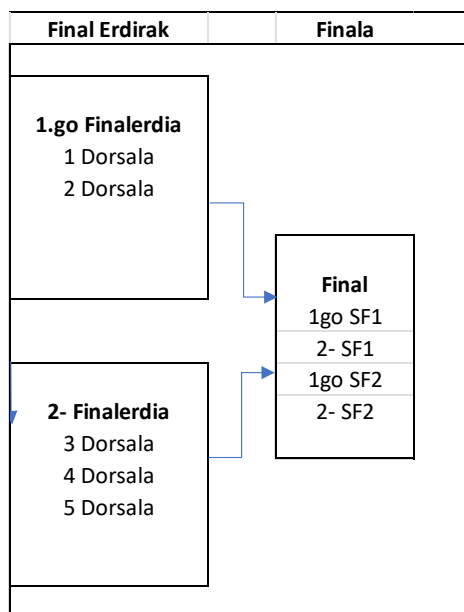 Final Erdirak
Finala
1.go Finalerdia
1 Dorsala
2 Dorsala
Final
1go SF1
2- SF1
1go SF2
2- SF2
2- Finalerdia
3 Dorsala
4 Dorsala
5 Dorsala